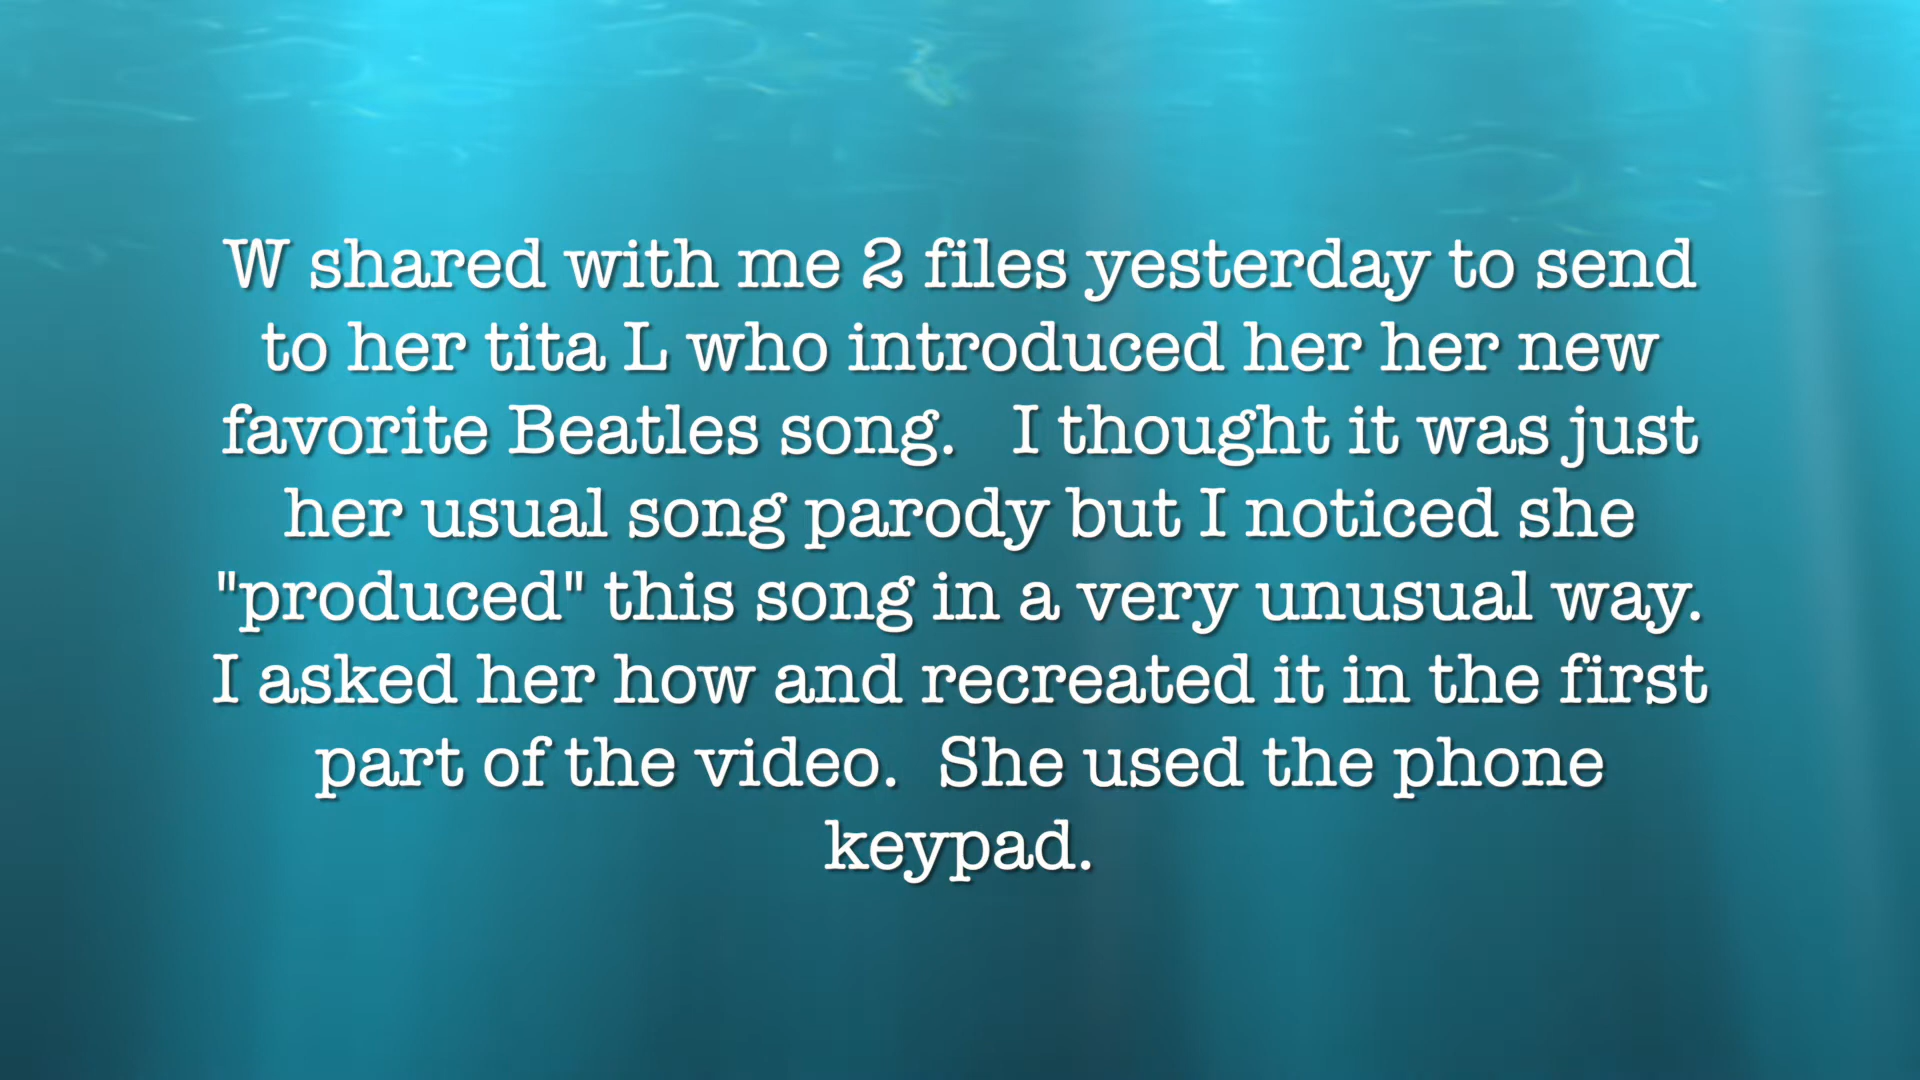 W shared with me 2 files yesterday to send
to her tita L who introduced her her new
favorite Beatles song.   I thought it was just
her usual song parody but I noticed she
"produced" this song in a very unusual way.
I asked her how and recreated it in the first
part of the video.  She used the phone
keypad.